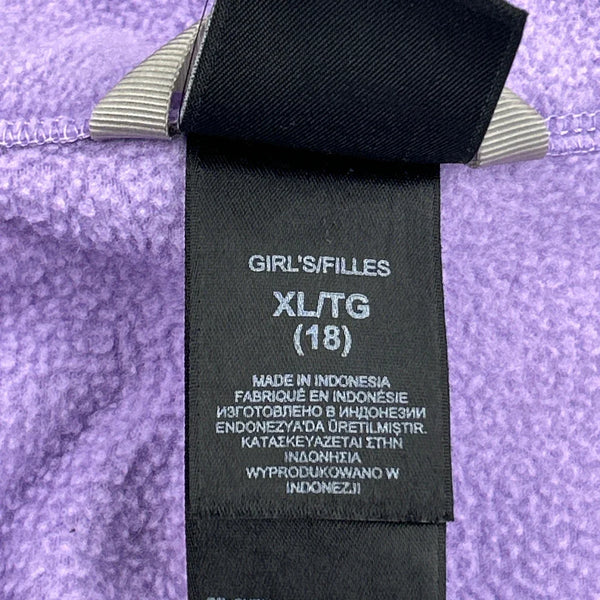 GIRL'S/FILLES
XL/TG
(18)
MADE IN INDONESIA
FABRIQUÉ EN INDONÉSIE
ИЗГОТОВЛЕНО В ИНДОНЕЗИИ
ENDONEZYA'DA ÜRETILMIŞTIR.
ΚΑΤΑΣΚΕΥΑΖΕΤΑΙ ΣΤΗΝ
ΙΝΔΟΝΗΣΙΑ
WYPRODUKOWANO W
INDONEZJI